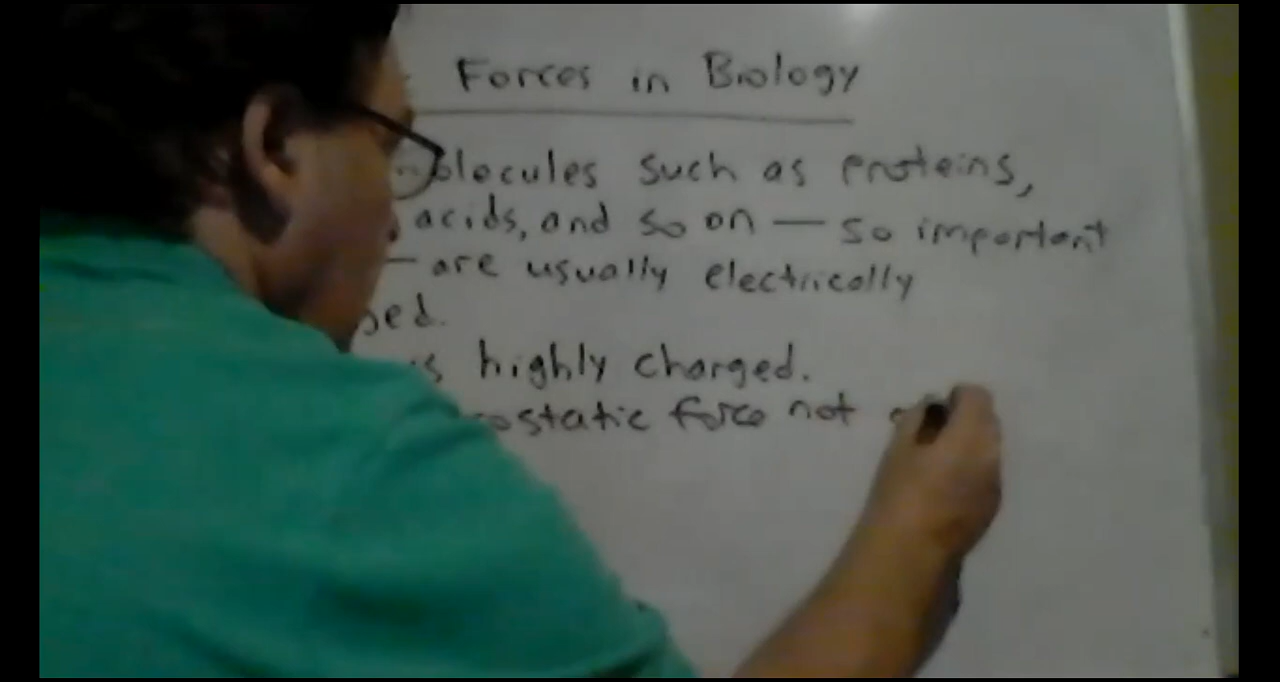 Forces in Biology
olecules such as proteins,
acids, and so on — so important
— are usually electrically
ed.
s highly charged.
ostatic force not